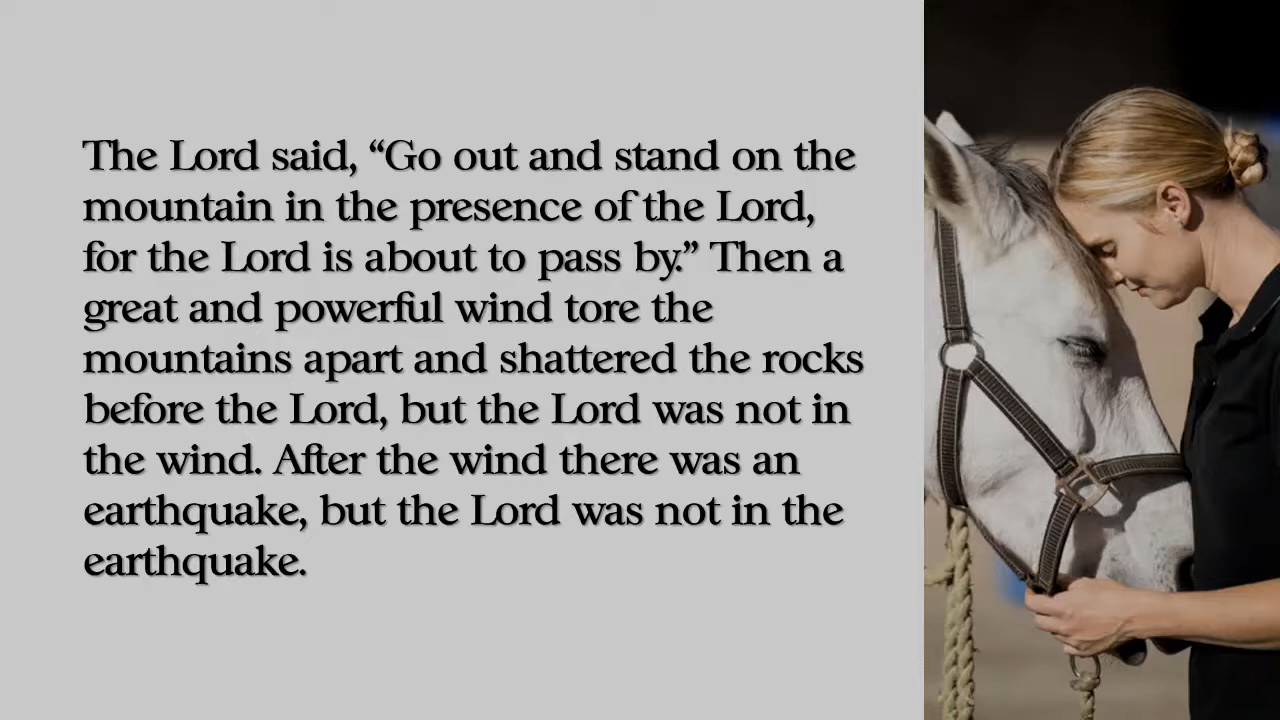 The Lord said, “Go out and stand on the
mountain in the presence of the Lord,
for the Lord is about to pass by.” Then a
great and powerful wind tore the
mountains apart and shattered the rocks
before the Lord, but the Lord was not in
the wind. After the wind there was an
earthquake, but the Lord was not in the
earthquake.